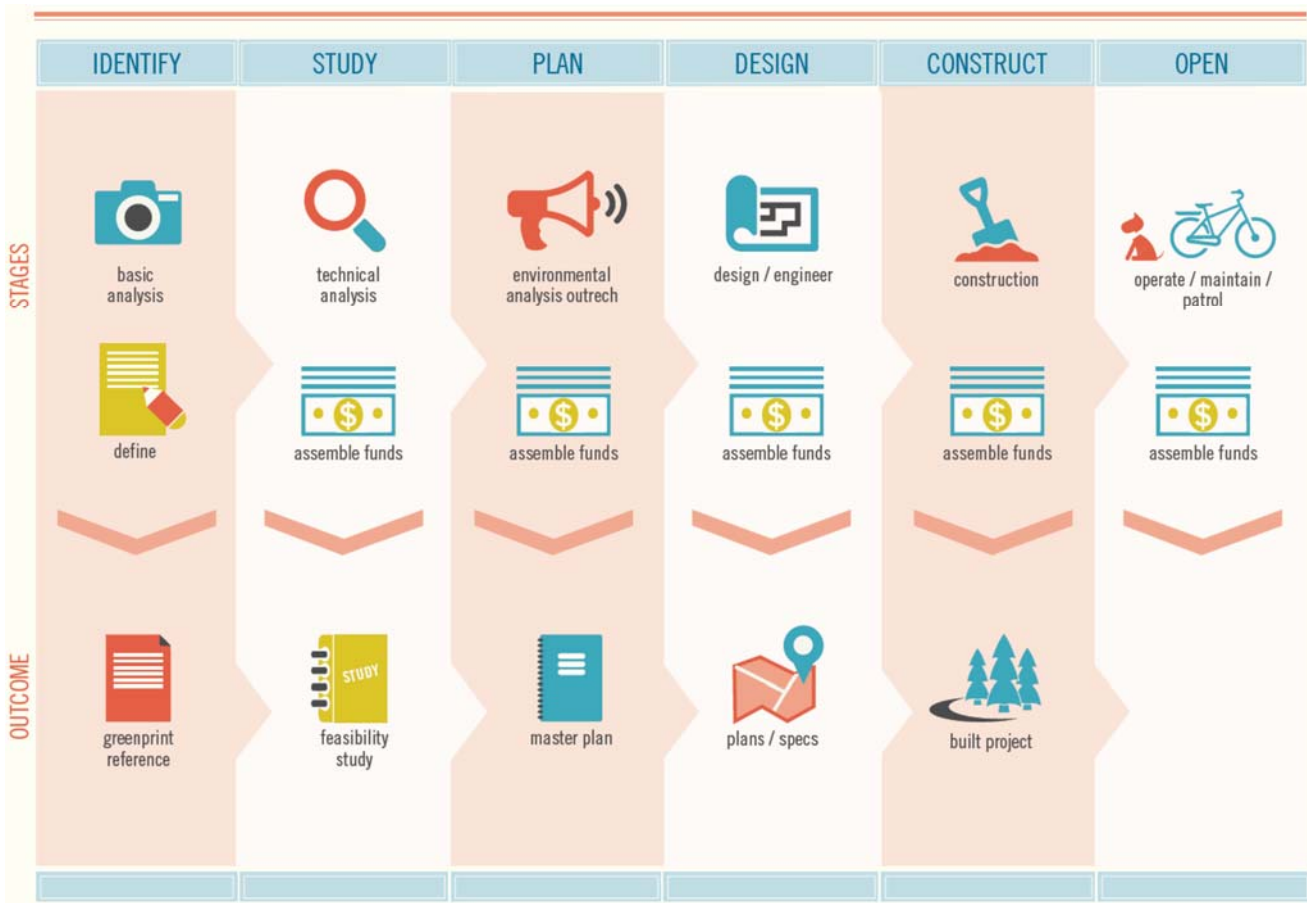 IDENTIFY
STUDY
PLAN
DESIGN
CONSTRUCT
OPEN
STAGES
basic
analysis
technical
analysis
environmental
analysis outrech
design / engineer
construction
operate / maintain /
patrol
define
assemble funds
assemble funds
assemble funds
assemble funds
assemble funds
OUTCOME
STUDY
greenprint
reference
feasibility
study
master plan
plans / specs
built project